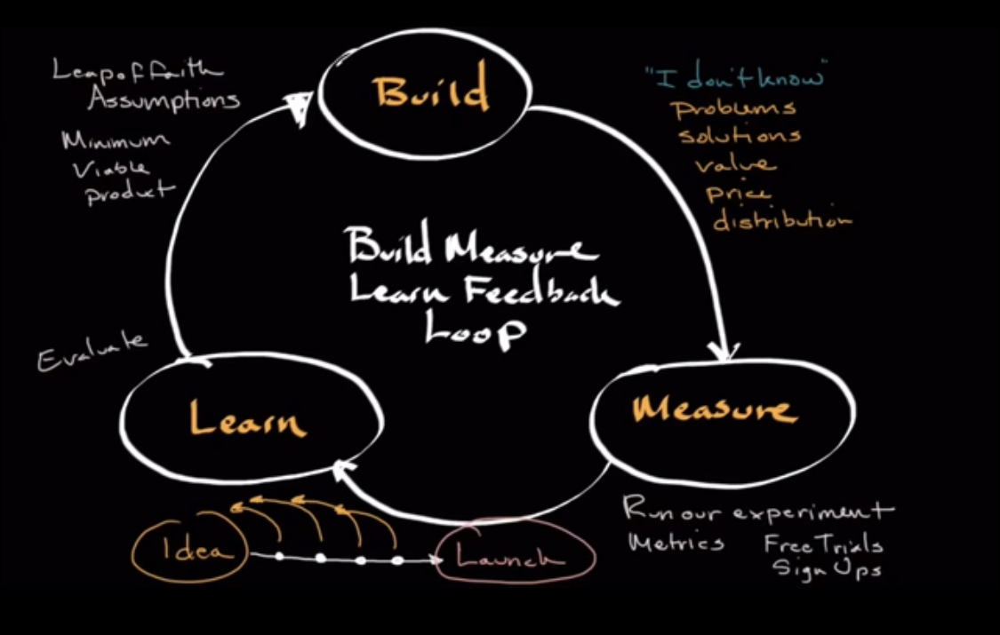 Leap of faith
Assumptions
Minimum
Viable
Product
Build
"I don't know"
Problems
solutions
value
price
distribution
Build Measure
Learn Feedback
Loop
Evaluate
Learn
Measure
Idea
Launch
Run our experiment
Metrics
Free Trials
Sign Ups